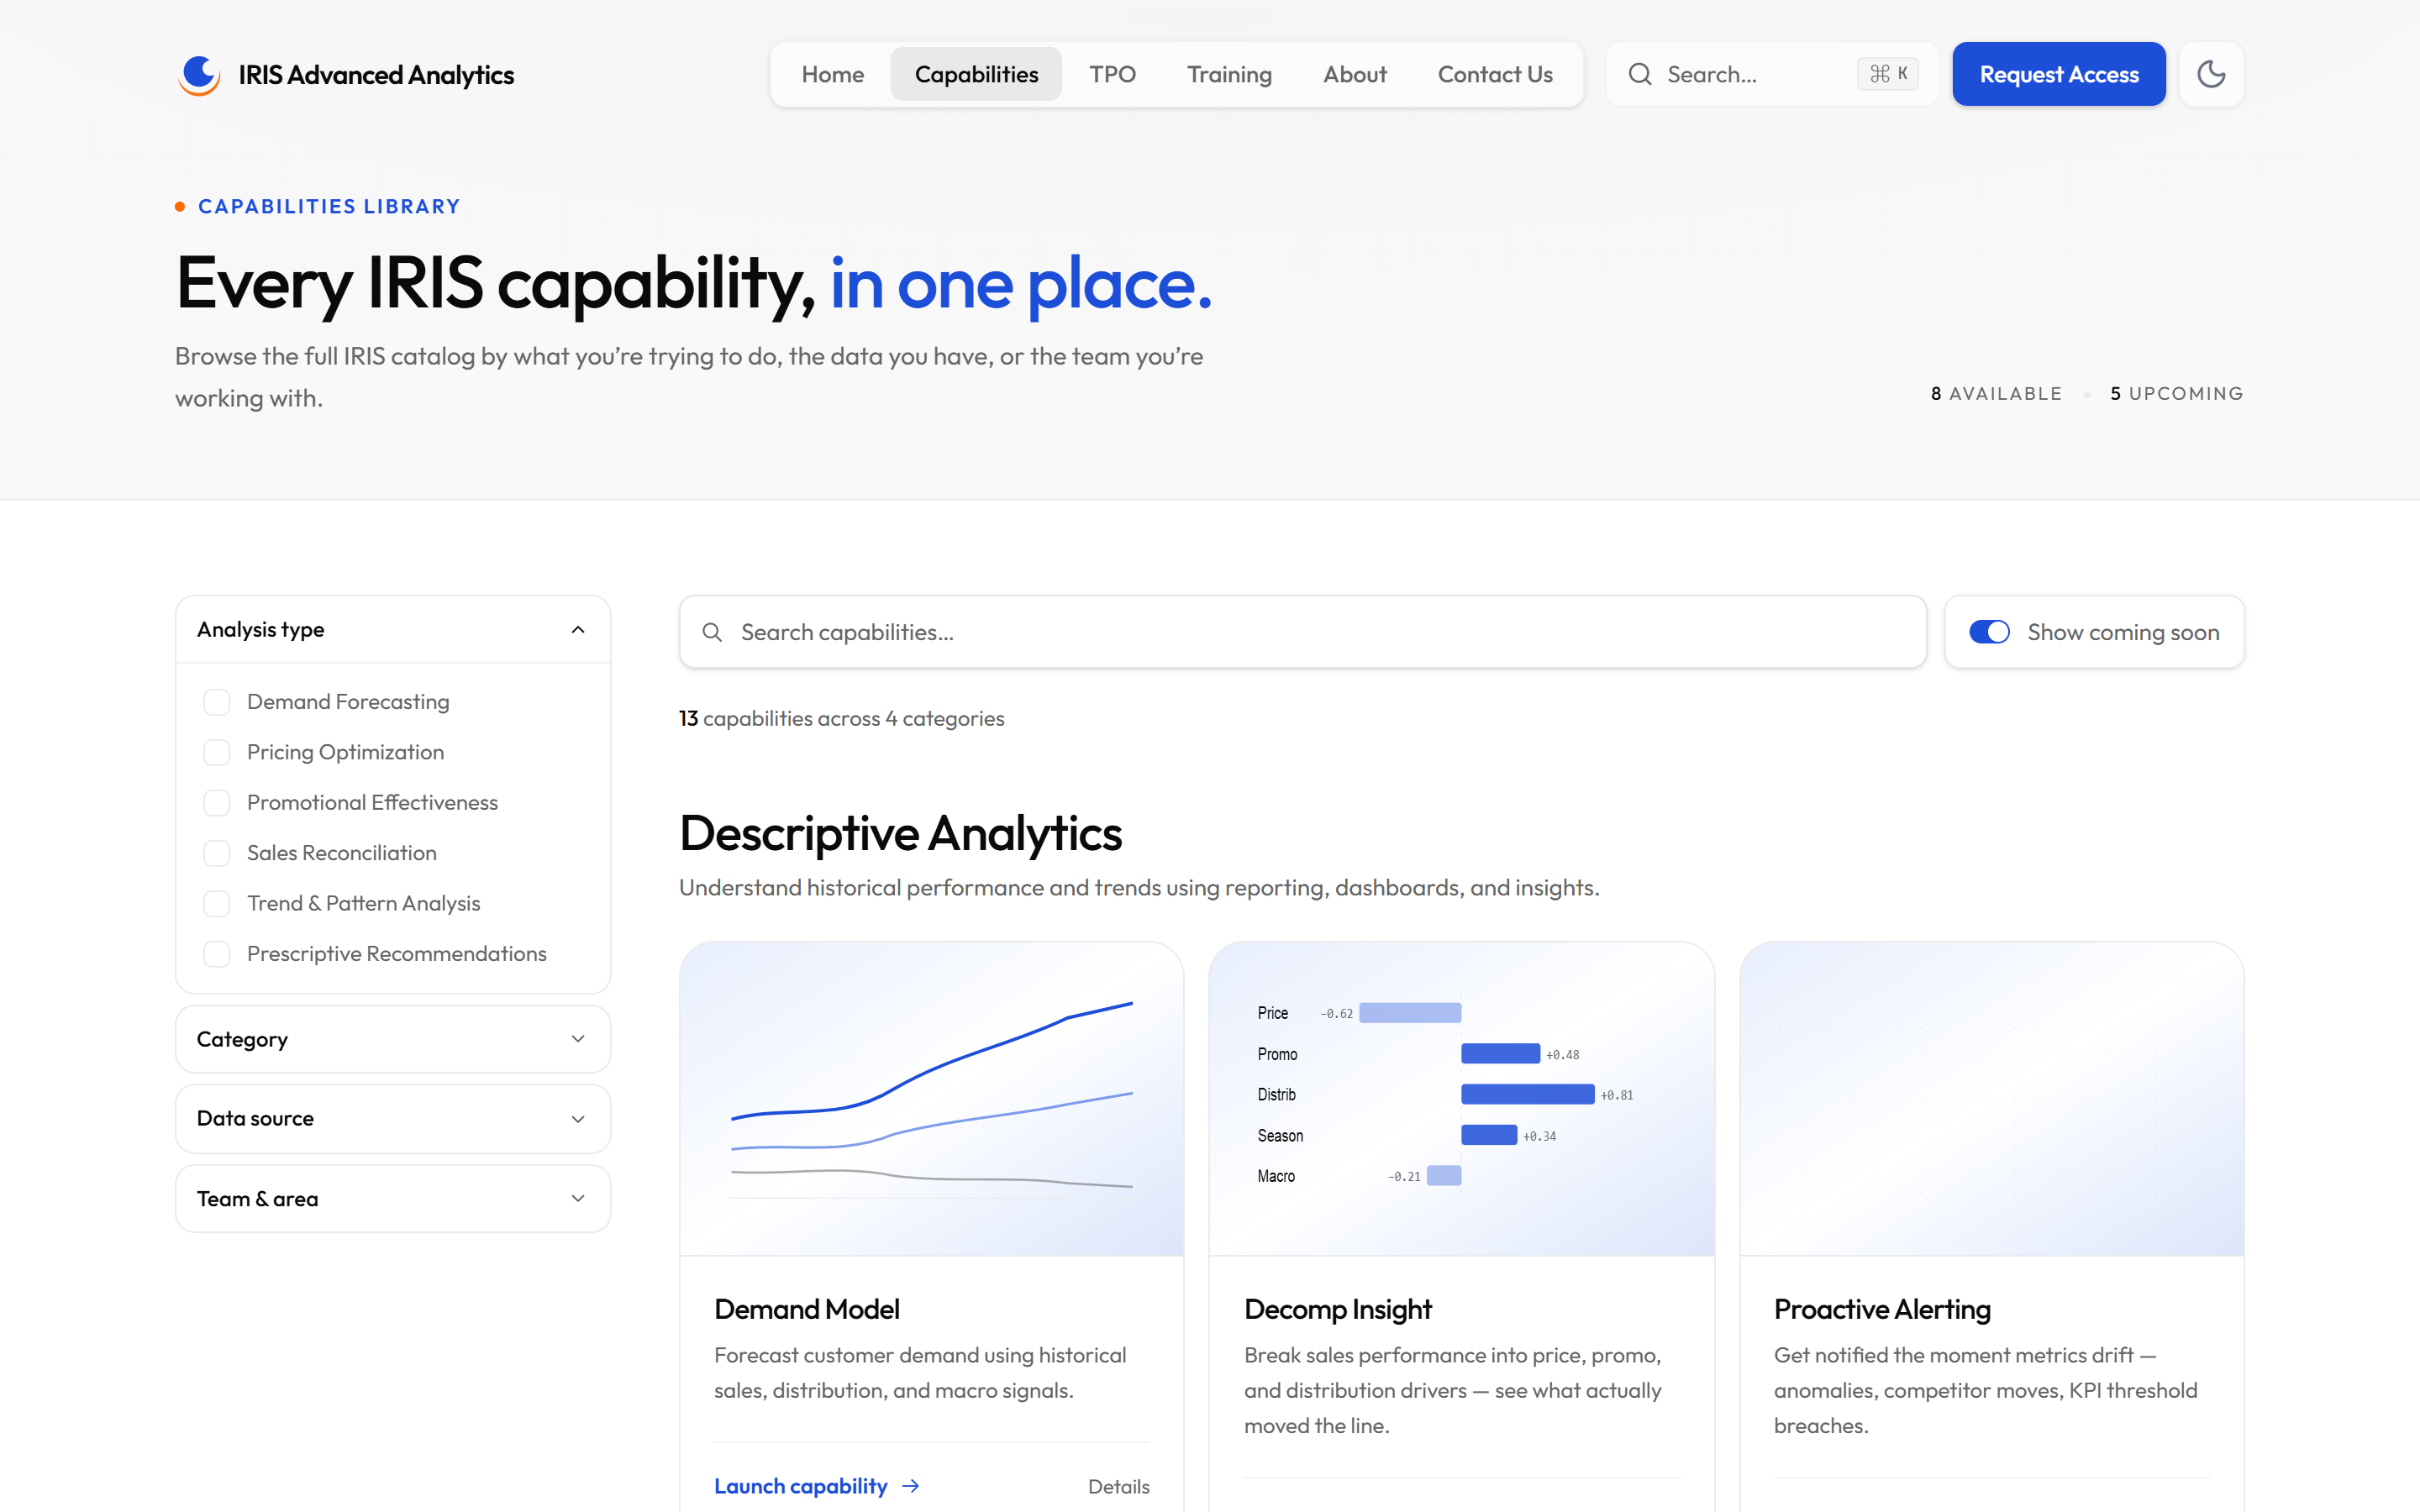 IRIS Advanced Analytics
Home
Capabilities
TPO
Training
About
Contact Us
Search...
⌘ K
Request Access
CAPABILITIES LIBRARY
Every IRIS capability, in one place.
Browse the full IRIS catalog by what you’re trying to do, the data you have, or the team you’re
working with.
8 AVAILABLE
5 UPCOMING
Analysis type
Demand Forecasting
Pricing Optimization
Promotional Effectiveness
Sales Reconciliation
Trend & Pattern Analysis
Prescriptive Recommendations
Category
Data source
Team & area
Search capabilities...
Show coming soon
13 capabilities across 4 categories
Descriptive Analytics
Understand historical performance and trends using reporting, dashboards, and insights.
Demand Model
Forecast customer demand using historical
sales, distribution, and macro signals.
Launch capability →
Details
Price −0.62
Promo +0.48
Distrib +0.81
Season +0.34
Macro −0.21
Decomp Insight
Break sales performance into price, promo,
and distribution drivers — see what actually
moved the line.
Proactive Alerting
Get notified the moment metrics drift —
anomalies, competitor moves, KPI threshold
breaches.